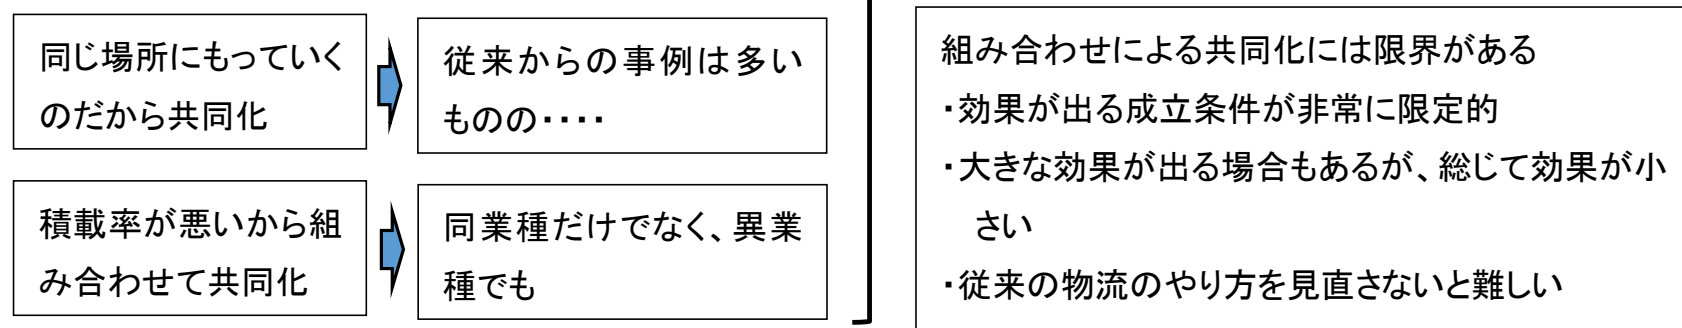 同じ場所にもっていく
のだから共同化
従来からの事例は多い
ものの････
積載率が悪いから組
み合わせて共同化
同業種だけでなく、異業
種でも
組み合わせによる共同化には限界がある
・効果が出る成立条件が非常に限定的
・大きな効果が出る場合もあるが、総じて効果が小
さい
・従来の物流のやり方を見直さないと難しい